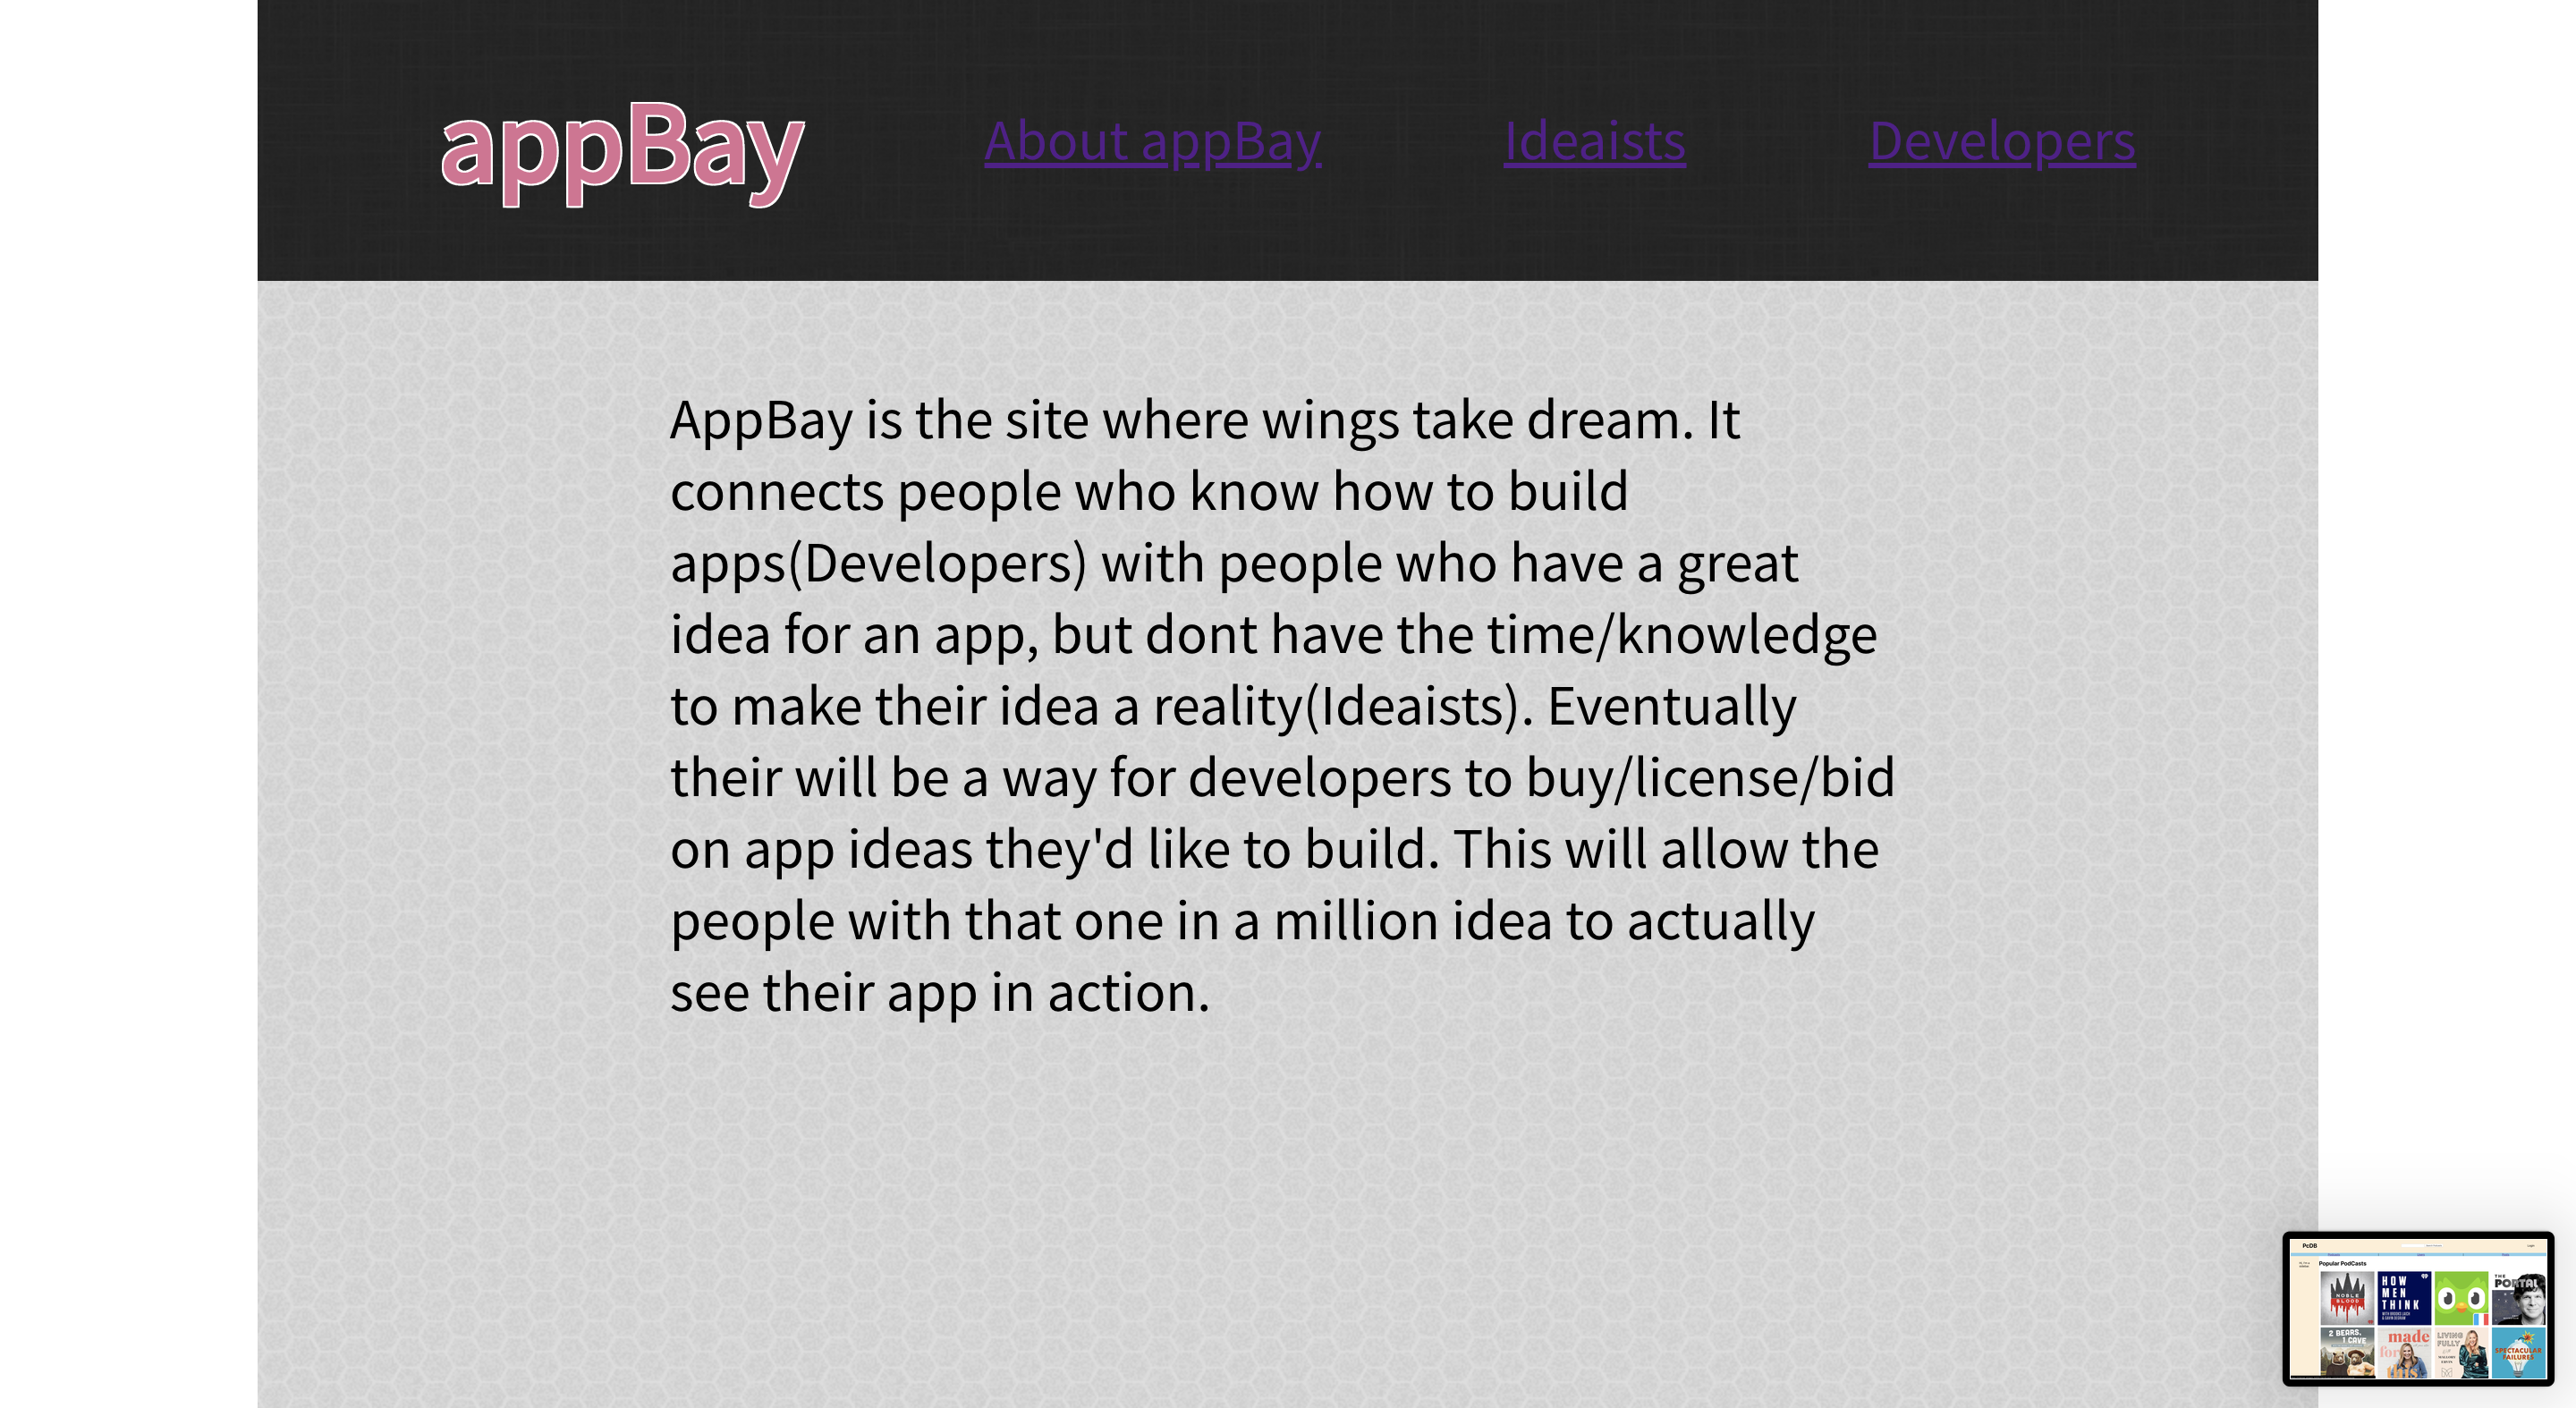 appBay
About appBay
Ideaists
Developers
AppBay is the site where wings take dream. It
connects people who know how to build
apps(Developers) with people who have a great
idea for an app, but dont have the time/knowledge
to make their idea a reality(Ideaists). Eventually
their will be a way for developers to buy/license/bid
on app ideas they'd like to build. This will allow the
people with that one in a million idea to actually
see their app in action.
PcDB
Popular PodCasts
NOBLE
BLOOD
HOW
MEN
THINK
THE
PORTAL
2 BEARS,
1 CAVE
made
for
LIVING
FULLY
SPECTACULAR
FAILURES